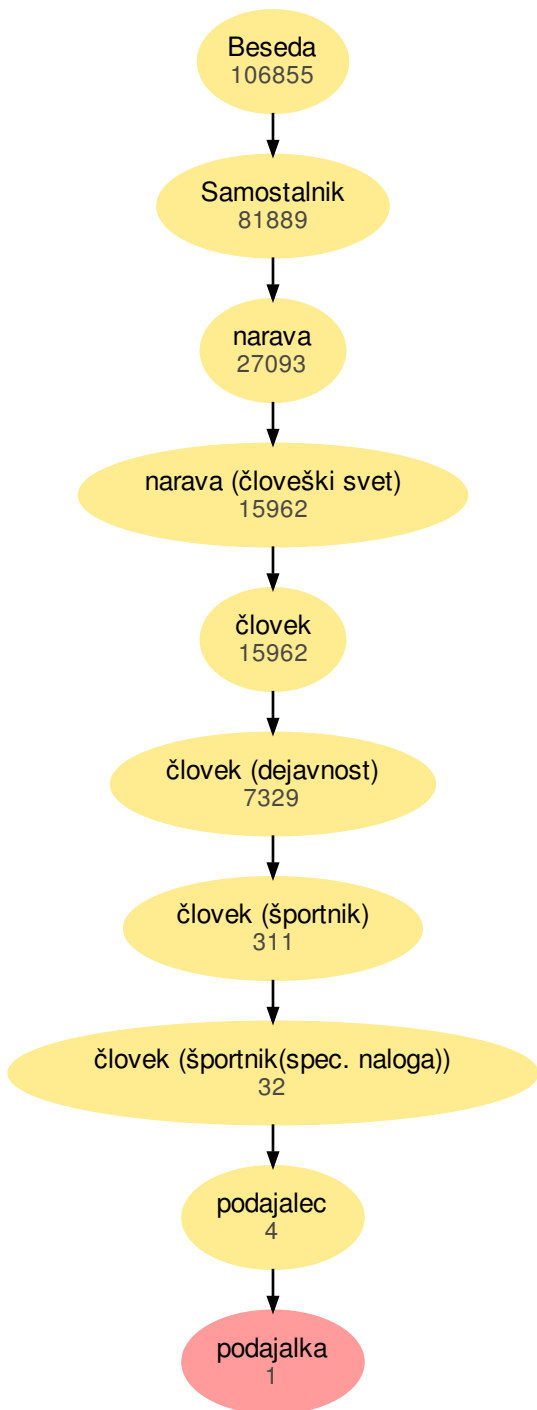 Beseda
106855
Samostalnik
81889
narava
27093
narava (človeški svet)
15962
človek
15962
človek (dejavnost)
7329
človek (športnik)
311
človek (športnik(spec. naloga))
32
podajalec
4
podajalka
1